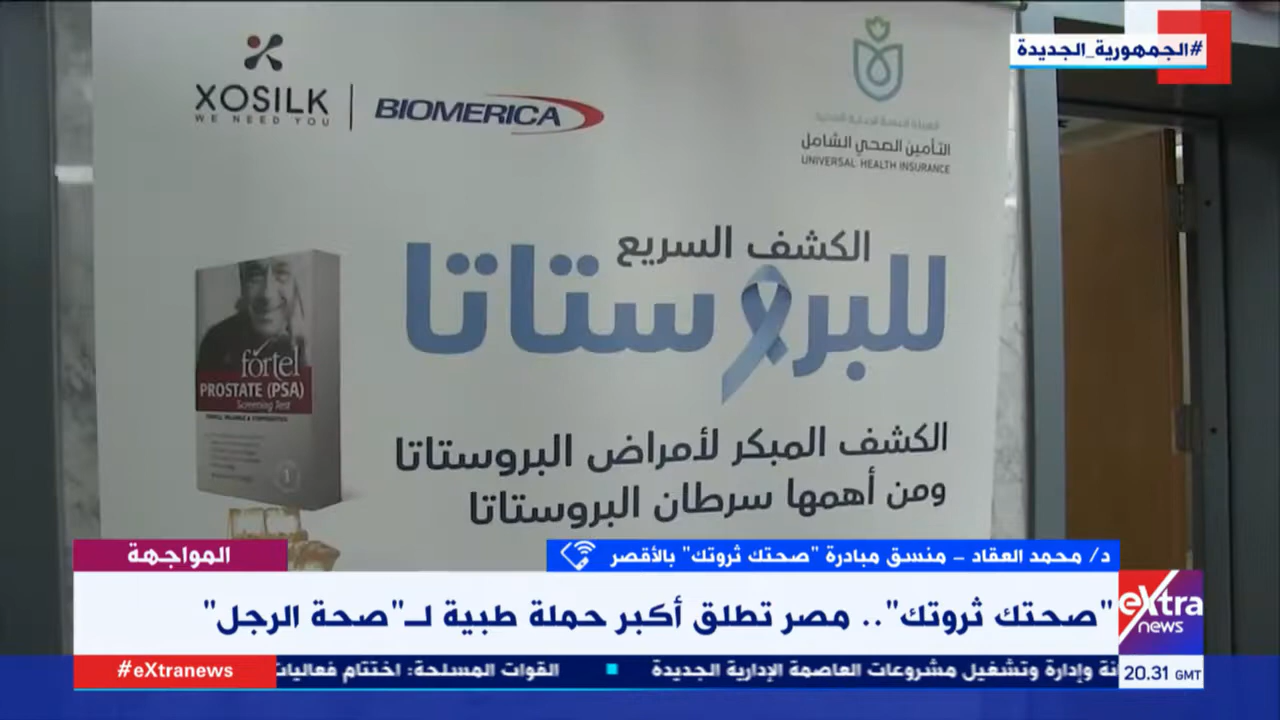 #الجمهورية_الجديدة
XOSILK
WE NEED YOU
BIOMERICA
التأمين الصحي الشامل
UNIVERSAL HEALTH INSURANCE
الكشف السريع
للبروستاتا
fortel
PROSTATE (PSA)
Screening Test
1
الكشف المبكر لأمراض البروستاتا
ومن أهمها سرطان البروستاتا
المواجهة
د/ محمد العقاد – منسق مبادرة "صحتك ثروتك" بالأقصر
"صحتك ثروتك".. مصر تطلق أكبر حملة طبية لـ"صحة الرجل"
eXtra
news
#eXtranews
وإدارة وتشغيل مشروعات العاصمة الإدارية الجديدة ■ القوات المسلحة: اختتام فعاليات
20.31 GMT